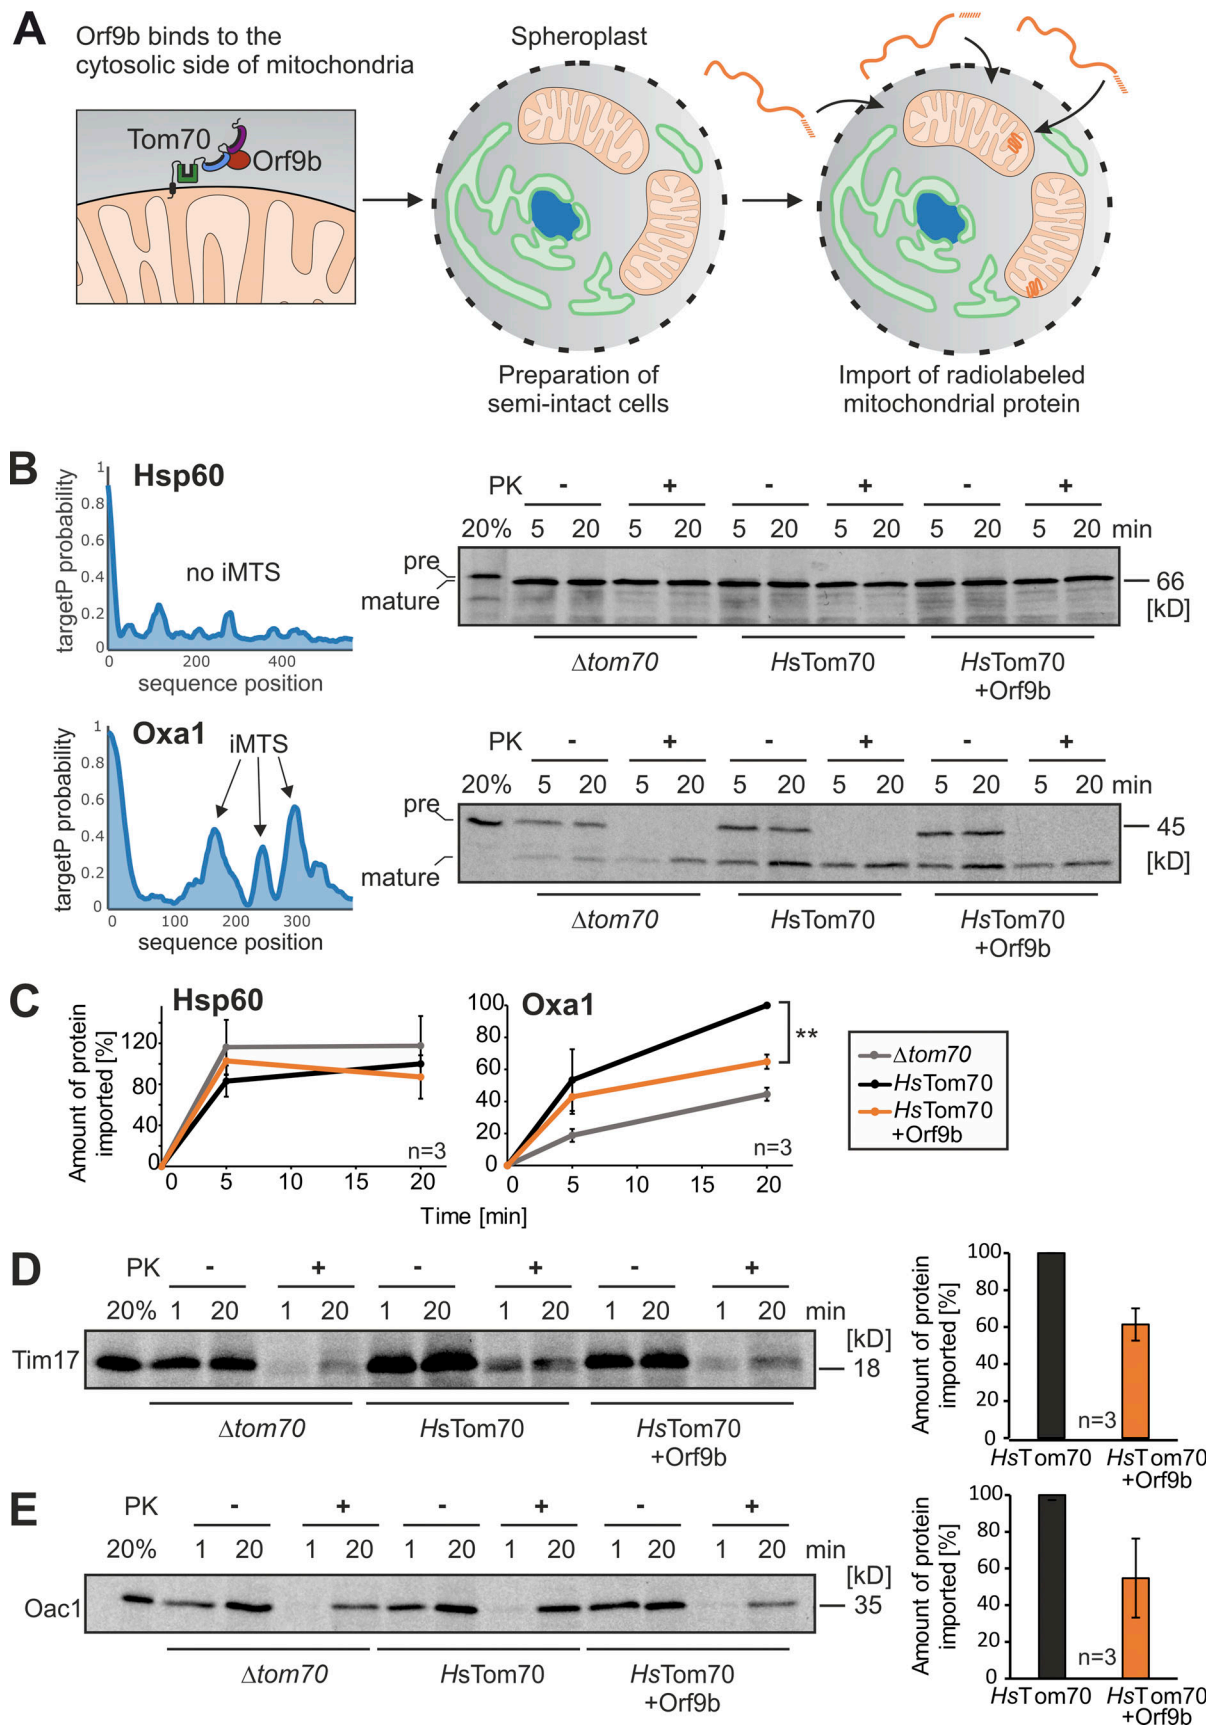 A
Orf9b binds to the
cytosolic side of mitochondria
Tom70
Orf9b
Spheroplast
Preparation of
semi-intact cells
Import of radiolabeled
mitochondrial protein
B
Hsp60
targetP probability
1
0.8
0.6
0.4
0.2
0
no iMTS
0 200 400
sequence position
PK - + - + - +
20% 5 20 5 20 5 20 5 20 5 20 5 20 min
pre
mature
66
[kD]
Δtom70 HsTom70 HsTom70
+Orf9b
Oxa1
targetP probability
1
0.8
0.6
0.4
0.2
0
iMTS
0 100 200 300
sequence position
PK - + - + - +
20% 5 20 5 20 5 20 5 20 5 20 5 20 min
pre
mature
45
[kD]
Δtom70 HsTom70 HsTom70
+Orf9b
C
Hsp60
Amount of protein
imported [%]
120
80
40
0
n=3
0 5 10 15 20
Oxa1
100
80
60
40
20
0
**
n=3
0 5 10 15 20
Time [min]
Δtom70
HsTom70
HsTom70
+Orf9b
D
PK - + - + - +
20% 1 20 1 20 1 20 1 20 1 20 1 20 min
[kD]
Tim17
18
Δtom70 HsTom70 HsTom70
+Orf9b
Amount of protein
imported [%]
100
80
60
40
20
0
n=3
HsTom70 HsTom70
+Orf9b
E
PK - + - + - +
20% 1 20 1 20 1 20 1 20 1 20 1 20 min
[kD]
Oac1
35
Δtom70 HsTom70 HsTom70
+Orf9b
Amount of protein
imported [%]
100
80
60
40
20
0
n=3
HsTom70 HsTom70
+Orf9b